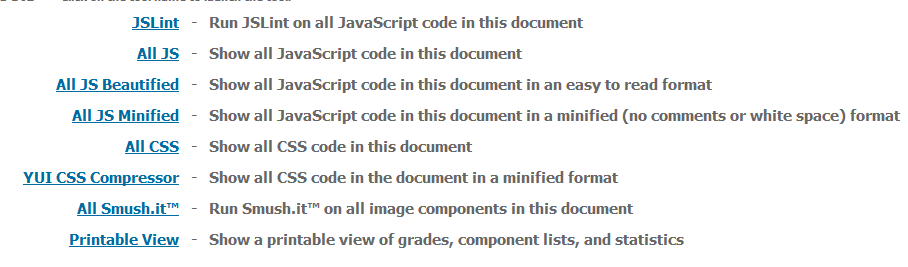 JSLint - Run JSLint on all JavaScript code in this document
All JS - Show all JavaScript code in this document
All JS Beautified - Show all JavaScript code in this document in an easy to read format
All JS Minified - Show all JavaScript code in this document in a minified (no comments or white space) format
All CSS - Show all CSS code in this document
YUI CSS Compressor - Show all CSS code in the document in a minified format
All Smush.it™ - Run Smush.it™ on all image components in this document
Printable View - Show a printable view of grades, component lists, and statistics